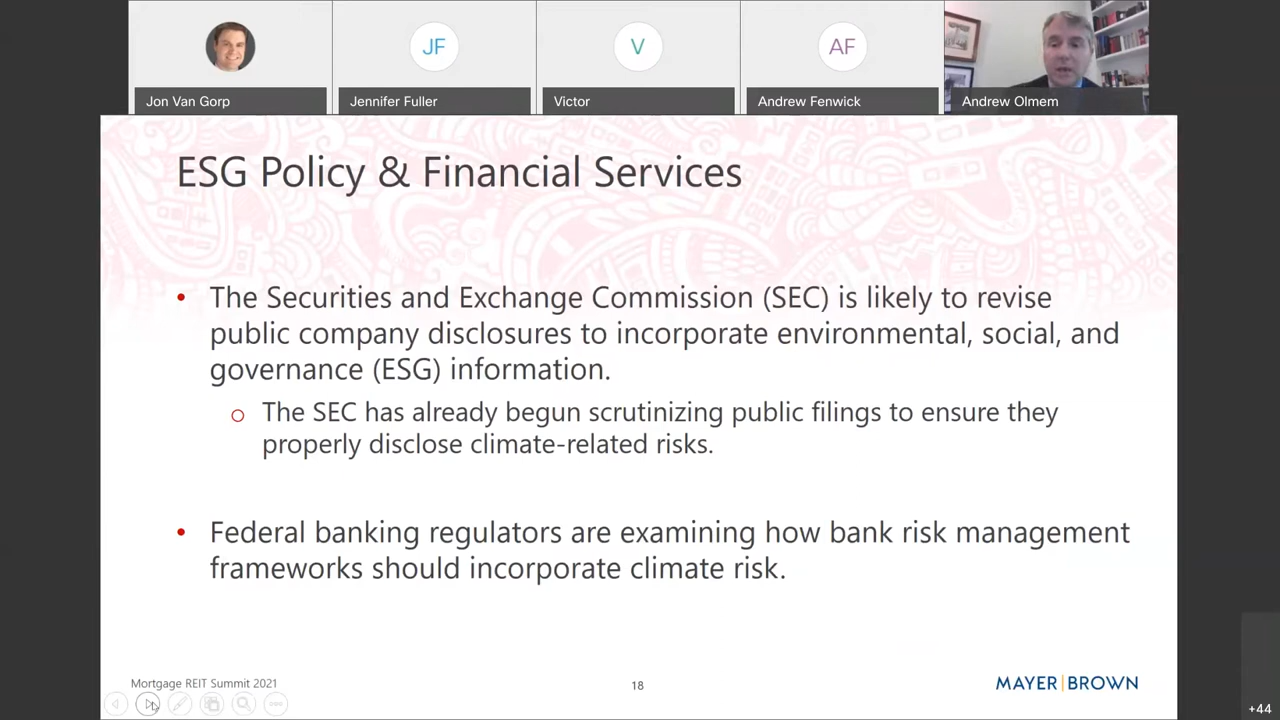 JF
V
AF
Jon Van Gorp
Jennifer Fuller
Victor
Andrew Fenwick
Andrew Olmem
ESG Policy & Financial Services
• The Securities and Exchange Commission (SEC) is likely to revise
public company disclosures to incorporate environmental, social, and
governance (ESG) information.
o The SEC has already begun scrutinizing public filings to ensure they
properly disclose climate-related risks.
• Federal banking regulators are examining how bank risk management
frameworks should incorporate climate risk.
Mortgage REIT Summit 2021
18
MAYER|BROWN
+44